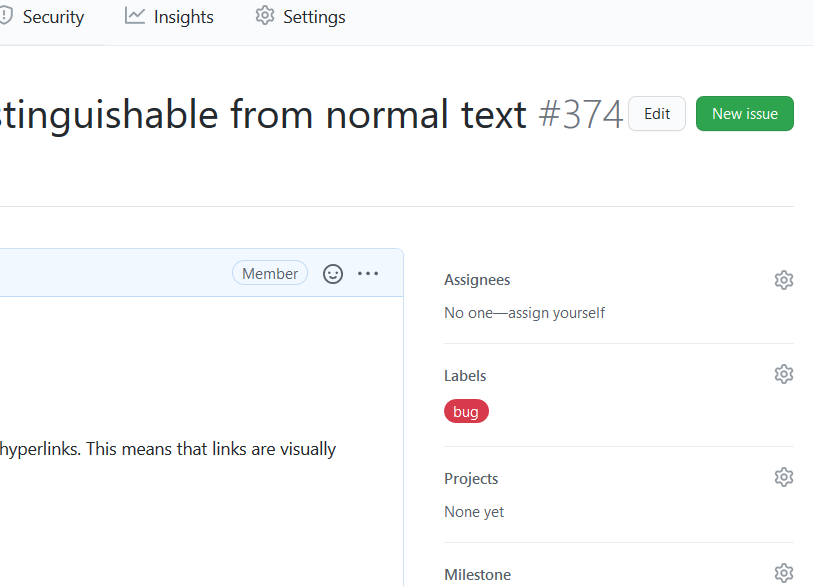 Security Insights Settings
stinguishable from normal text #374 Edit New issue
Member
Assignees
No one—assign yourself
Labels
bug
hyperlinks. This means that links are visually
Projects
None yet
Milestone